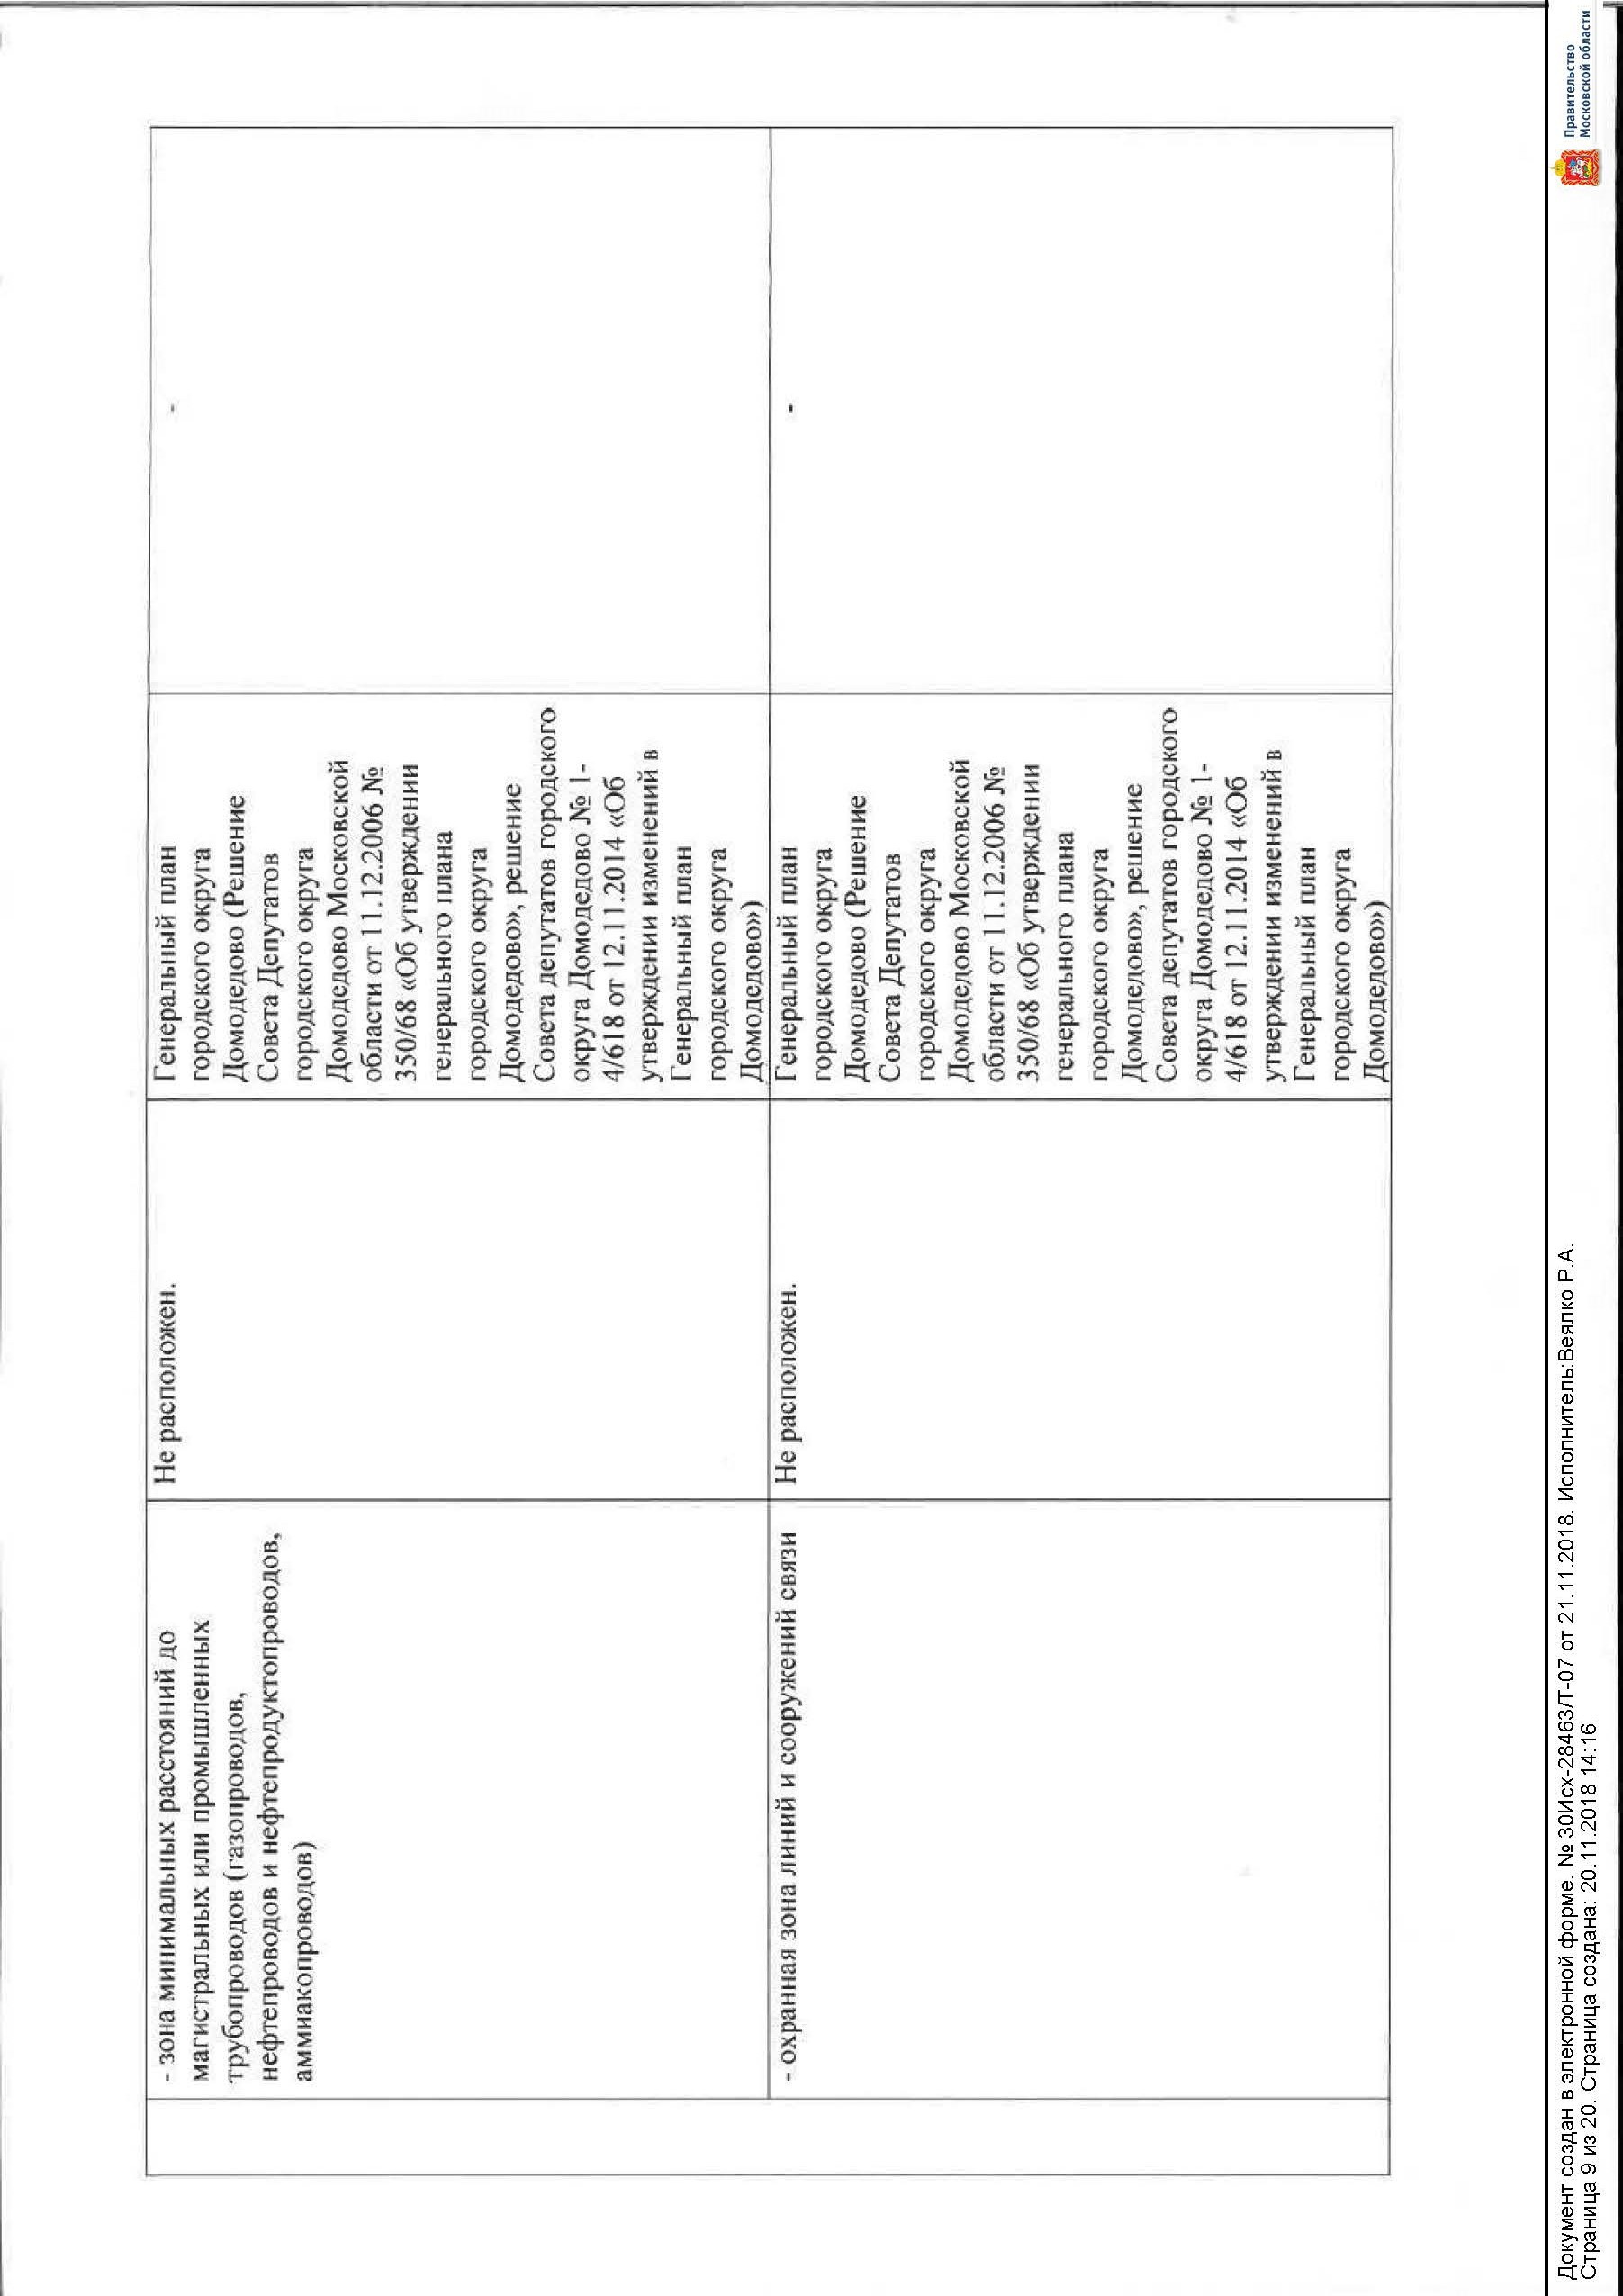 - зона минимальных расстояний до
магистральных или промышленных
трубопроводов (газопроводов,
нефтепроводов и нефтепродуктопроводов,
аммиакопроводов)
Не расположен.
Генеральный план
городского округа
Домодедово (Решение
Совета Депутатов
городского округа
Домодедово Московской
области от 11.12.2006 №
350/68 «Об утверждении
генерального плана
городского округа
Домодедово», решение
Совета депутатов городского
округа Домодедово № 1-
4/618 от 12.11.2014 «Об
утверждении изменений в
Генеральный план
городского округа
Домодедово»)
-
- охранная зона линий и сооружений связи
Не расположен.
Генеральный план
городского округа
Домодедово (Решение
Совета Депутатов
городского округа
Домодедово Московской
области от 11.12.2006 №
350/68 «Об утверждении
генерального плана
городского округа
Домодедово», решение
Совета депутатов городского
округа Домодедово № 1-
4/618 от 12.11.2014 «Об
утверждении изменений в
Генеральный план
городского округа
Домодедово»)
-
Документ создан в электронной форме. № 30Исх-28463/Т-07 от 21.11.2018. Исполнитель:Веялко Р.А.
Страница 9 из 20. Страница создана: 20.11.2018 14:16
Правительство
Московской области